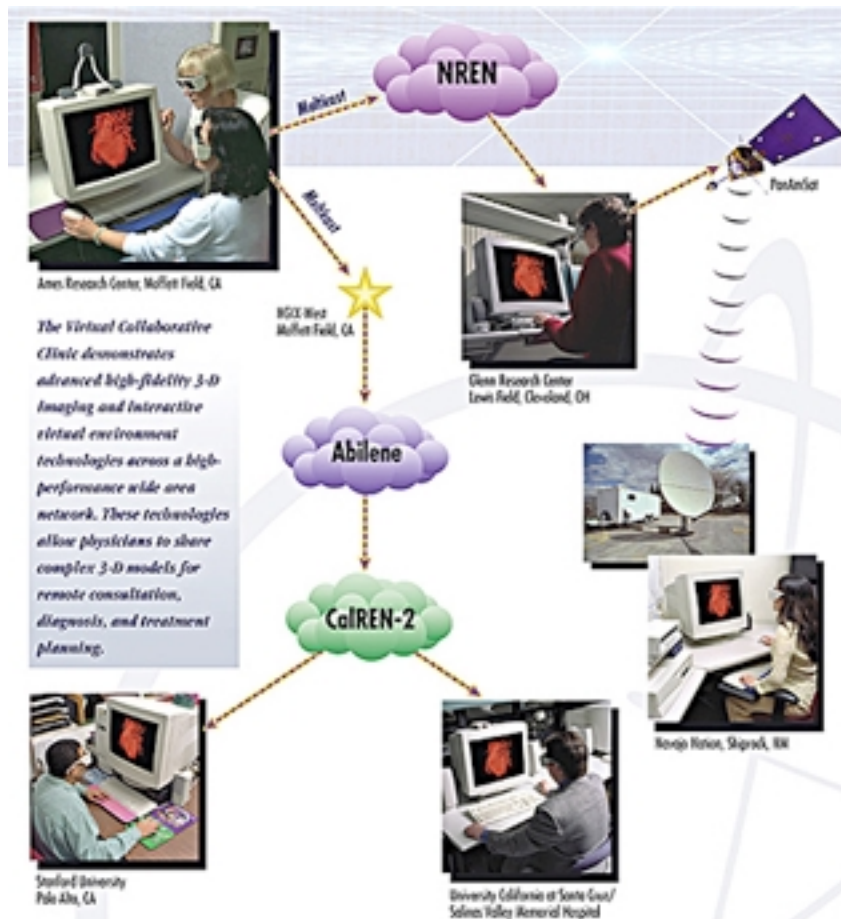 NREN
Multicast
Multicast
PanAmSat
Ames Research Center, Moffett Field, CA
NGIX-West
Moffett Field, CA
The Virtual Collaborative
Clinic demonstrates
advanced high-fidelity 3-D
imaging and interactive
virtual environment
technologies across a high-
performance wide area
network. These technologies
allow physicians to share
complex 3-D models for
remote consultation,
diagnosis, and treatment
planning.
Glenn Research Center
Lewis Field, Cleveland, OH
Abilene
CalREN-2
Navajo Nation, Shiprock, NM
Stanford University
Palo Alto, CA
University California at Santa Cruz/
Salinas Valley Memorial Hospital